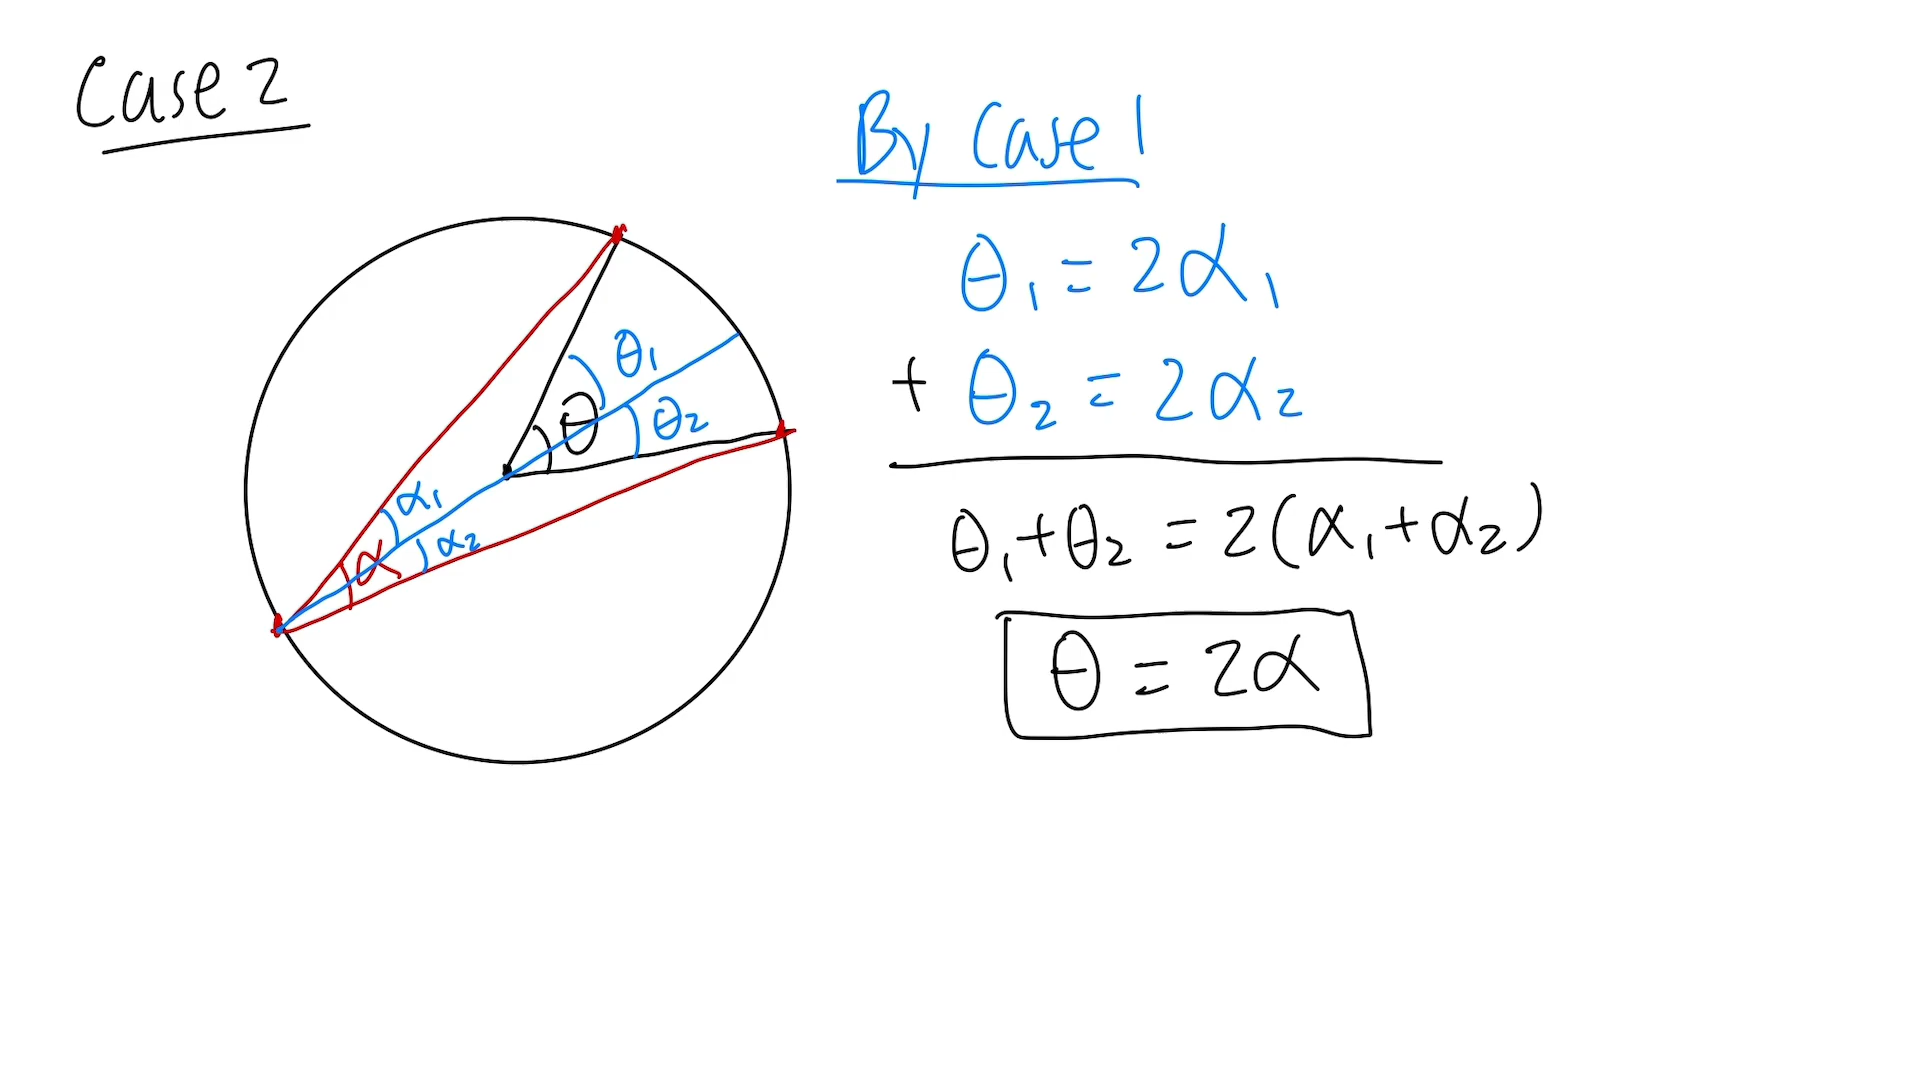 Case 2
By Case 1
θ₁ = 2α₁
+ θ₂ = 2α₂
θ₁+θ₂ = 2(α₁+α₂)
θ = 2α
θ₁
θ
θ₂
α₁
α₂
α